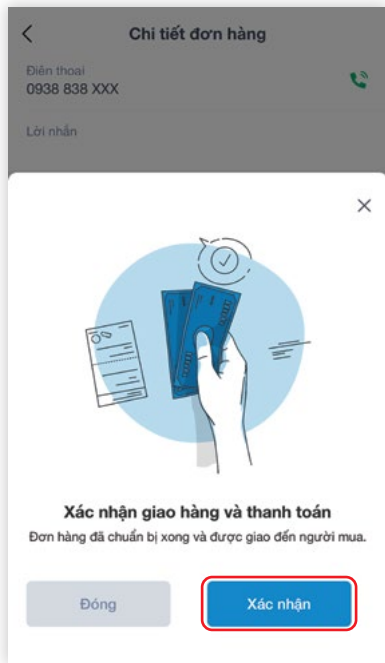 Chi tiết đơn hàng
Điện thoại
0938 838 XXX
Lời nhắn
Xác nhận giao hàng và thanh toán
Đơn hàng đã chuẩn bị xong và được giao đến người mua.
Đóng
Xác nhận